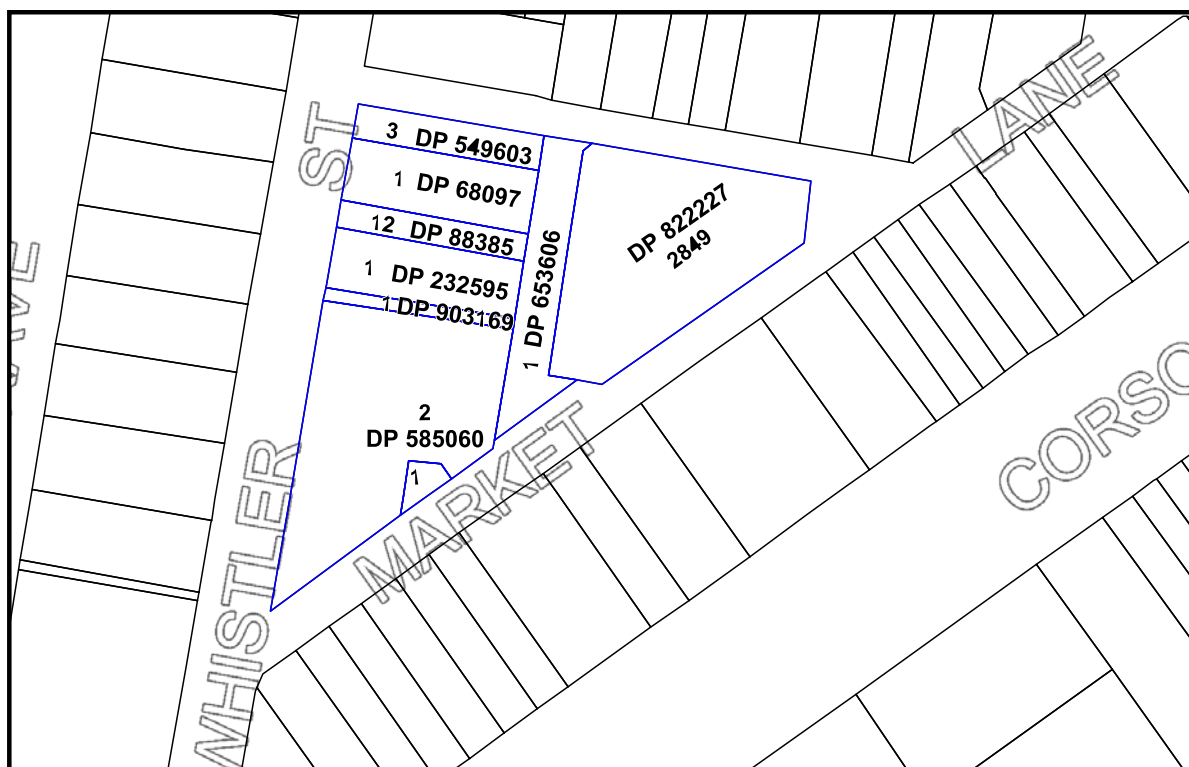 ST
LANE
3 DP 549603
1 DP 68097
12 DP 88385
1 DP 232595
1 DP 903169
1 DP 653606
DP 822227
2849
2
DP 585060
1
WHISTLER
MARKET
CORSO